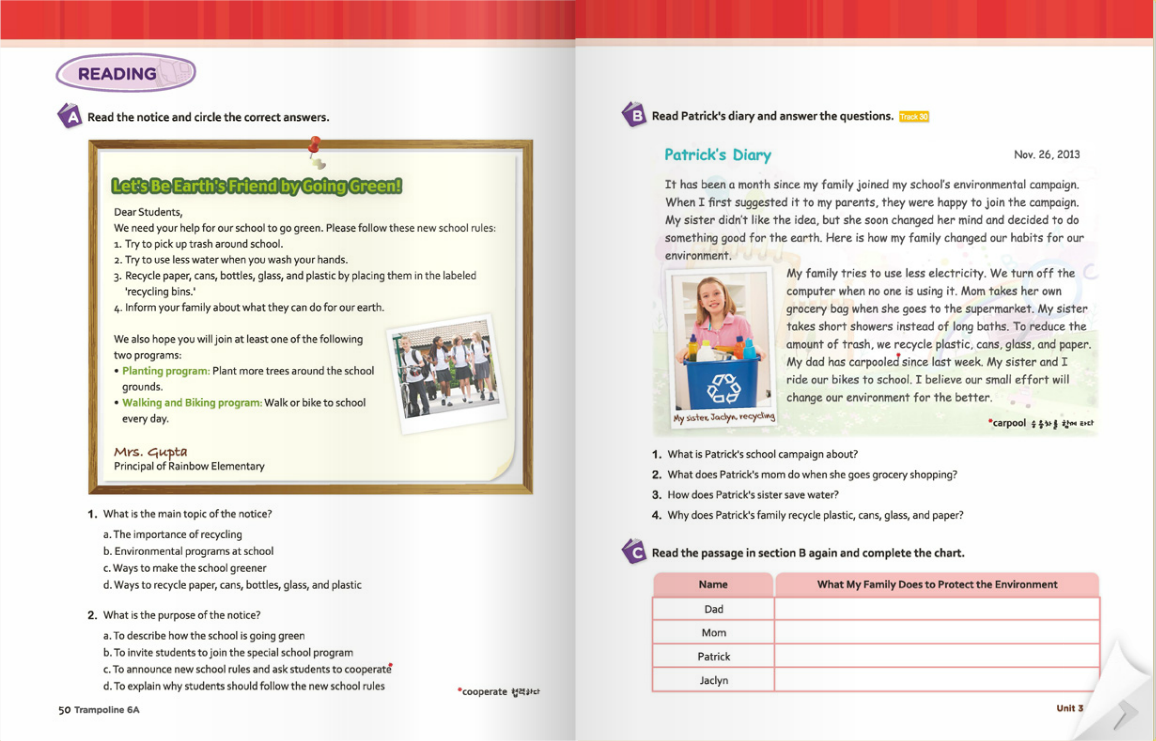 READING
A Read the notice and circle the correct answers.
Let's Be Earth's Friend by Going Green!
Dear Students,
We need your help for our school to go green. Please follow these new school rules:
1. Try to pick up trash around school.
2. Try to use less water when you wash your hands.
3. Recycle paper, cans, bottles, glass, and plastic by placing them in the labeled
'recycling bins.'
4. Inform your family about what they can do for our earth.
We also hope you will join at least one of the following
two programs:
• Planting program: Plant more trees around the school
grounds.
• Walking and Biking program: Walk or bike to school
every day.
Mrs. Gupta
Principal of Rainbow Elementary
1. What is the main topic of the notice?
a. The importance of recycling
b. Environmental programs at school
c. Ways to make the school greener
d. Ways to recycle paper, cans, bottles, glass, and plastic
2. What is the purpose of the notice?
a. To describe how the school is going green
b. To invite students to join the special school program
c. To announce new school rules and ask students to cooperate*
d. To explain why students should follow the new school rules
*cooperate 협력하다
50 Trampoline 6A
B Read Patrick's diary and answer the questions. Track 30
Patrick's Diary
Nov. 26, 2013
It has been a month since my family joined my school's environmental campaign.
When I first suggested it to my parents, they were happy to join the campaign.
My sister didn't like the idea, but she soon changed her mind and decided to do
something good for the earth. Here is how my family changed our habits for our
environment.
My family tries to use less electricity. We turn off the
computer when no one is using it. Mom takes her own
grocery bag when she goes to the supermarket. My sister
takes short showers instead of long baths. To reduce the
amount of trash, we recycle plastic, cans, glass, and paper.
My dad has carpooled* since last week. My sister and I
ride our bikes to school. I believe our small effort will
change our environment for the better.
My sister, Jaclyn, recycling
*carpool 승용차를 함께 타다
1. What is Patrick's school campaign about?
2. What does Patrick's mom do when she goes grocery shopping?
3. How does Patrick's sister save water?
4. Why does Patrick's family recycle plastic, cans, glass, and paper?
C Read the passage in section B again and complete the chart.
Name What My Family Does to Protect the Environment
Dad
Mom
Patrick
Jaclyn
Unit 3